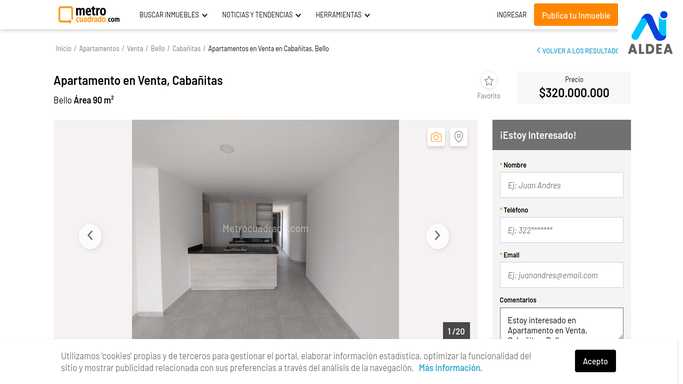 metro
cuadrado.com
BUSCAR INMUEBLES
NOTICIAS Y TENDENCIAS
HERRAMIENTAS
INGRESAR
Publica tu Inmueble
ALDEA
Inicio / Apartamentos / Venta / Bello / Cabañitas / Apartamentos en Venta en Cabañitas, Bello
VOLVER A LOS RESULTADO
Apartamento en Venta, Cabañitas
Bello Área 90 m²
Favorito
Precio
$320.000.000
Metrocuadrado.com
1 / 20
¡Estoy Interesado!
* Nombre
Ej: Juan Andres
* Teléfono
Ej: 322*******
* Email
Ej: juanandres@email.com
Comentarios
Estoy interesado en
Apartamento en Venta,
Utilizamos 'cookies' propias y de terceros para gestionar el portal, elaborar información estadística, optimizar la funcionalidad del
sitio y mostrar publicidad relacionada con sus preferencias a través del análisis de la navegación. Más información.
Acepto